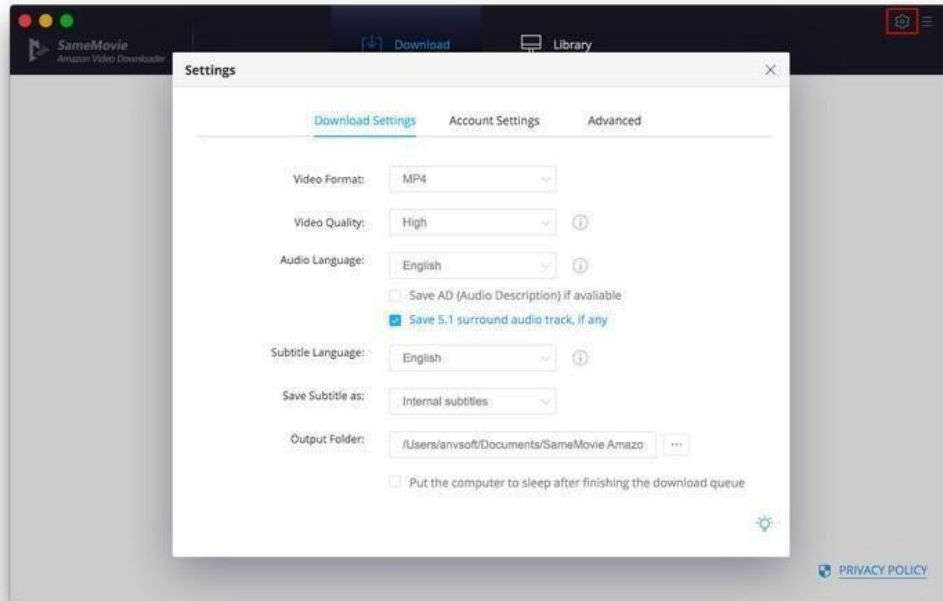 SameMovie
Amazon Video Downloader
Download
Library
Settings
Download Settings
Account Settings
Advanced
Video Format:
MP4
Video Quality:
High
Audio Language:
English
Save AD (Audio Description) if avaliable
Save 5.1 surround audio track, if any
Subtitle Language:
English
Save Subtitle as:
Internal subtitles
Output Folder:
/Users/anvsoft/Documents/SameMovie Amazo
...
Put the computer to sleep after finishing the download queue
PRIVACY POLICY